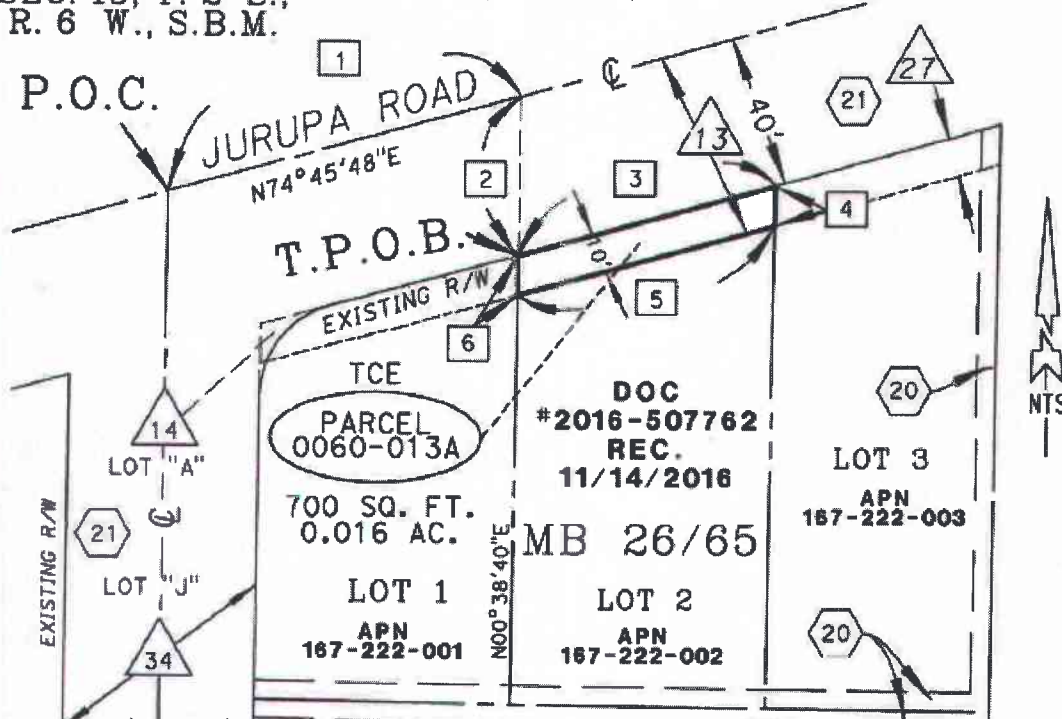 R. 6 W., S.B.M.
P.O.C.
1
JURUPA ROAD
N74°45'48"E
℄
13
40'
21
27
2
3
4
T.P.O.B.
10'
EXISTING R/W
5
6
TCE
PARCEL
0060-013A
700 SQ. FT.
0.016 AC.
LOT 1
APN
167-222-001
N00°38'40"E
DOC
#2016-507762
REC.
11/14/2016
MB 26/65
LOT 2
APN
167-222-002
20
LOT 3
APN
167-222-003
20
NTS
14
LOT "A"
℄
21
LOT "J"
34
EXISTING R/W